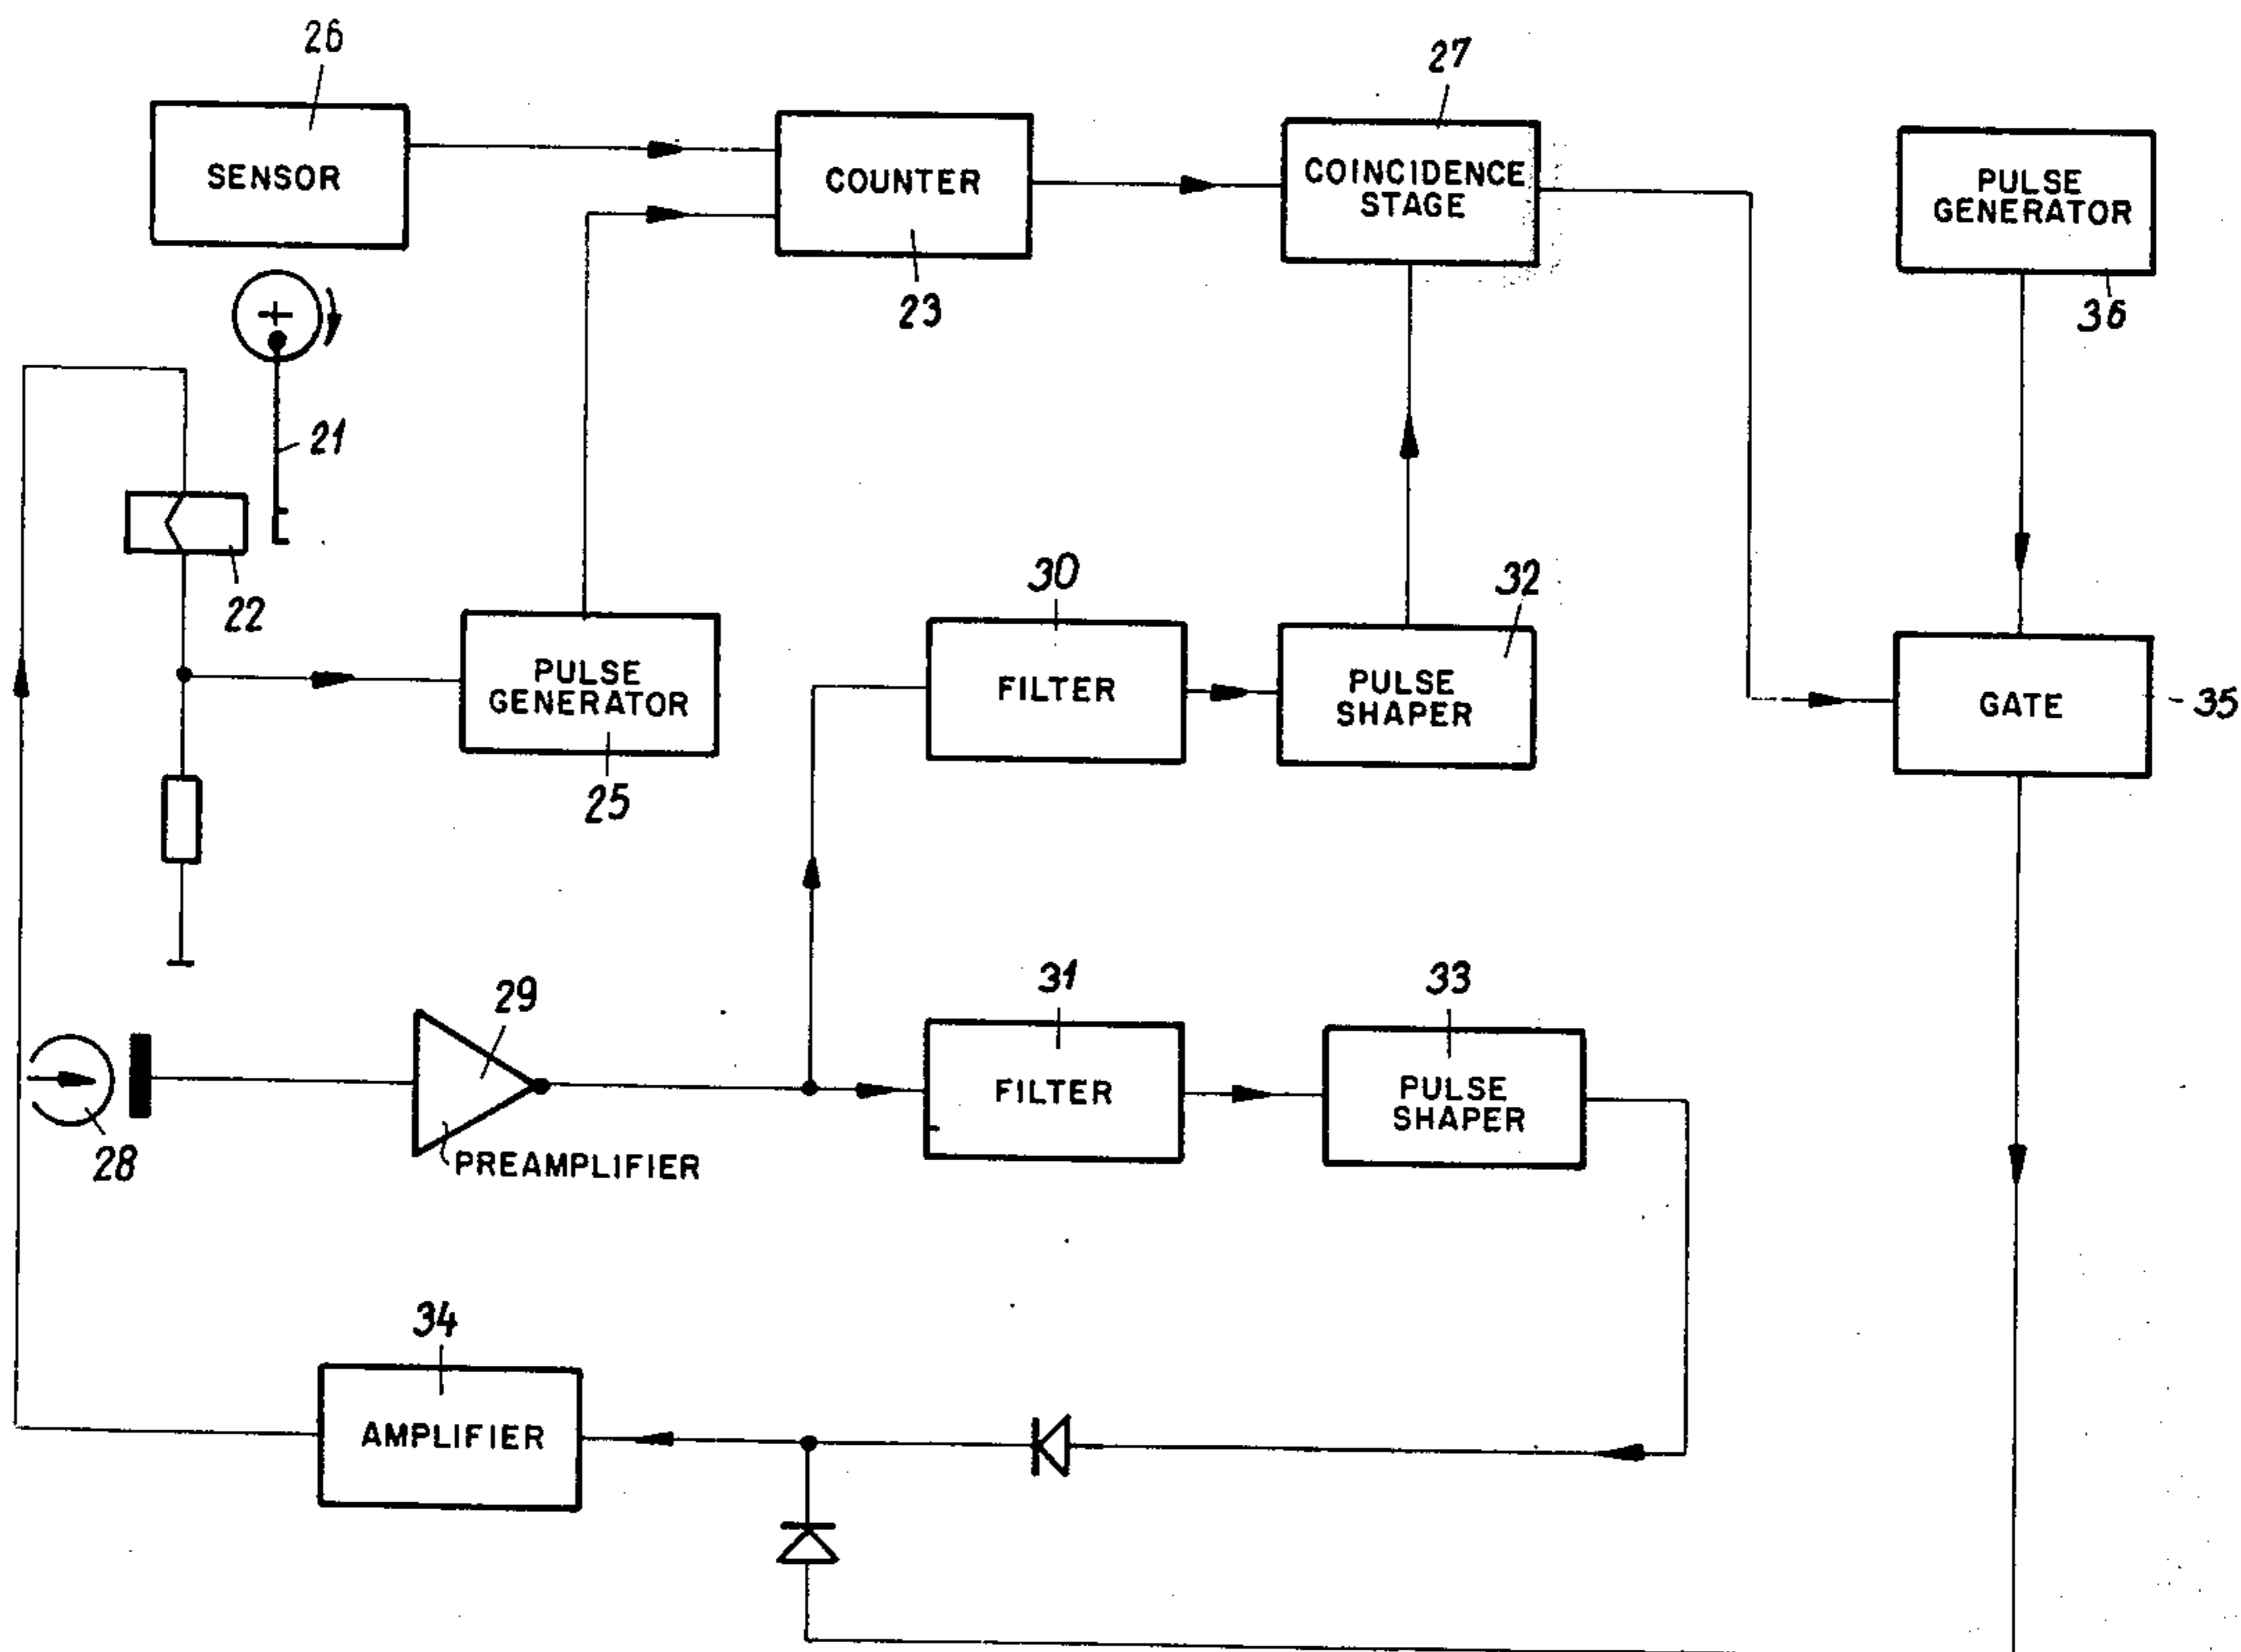 26
27
SENSOR
COUNTER
COINCIDENCE
STAGE
PULSE
GENERATOR
23
36
21
22
30
32
PULSE
GENERATOR
FILTER
PULSE
SHAPER
GATE
35
25
29
31
33
FILTER
PULSE
SHAPER
28
PREAMPLIFIER
34
AMPLIFIER